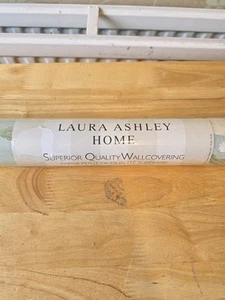 LAURA ASHLEY
HOME
SUPERIOR QUALITY WALLCOVERING